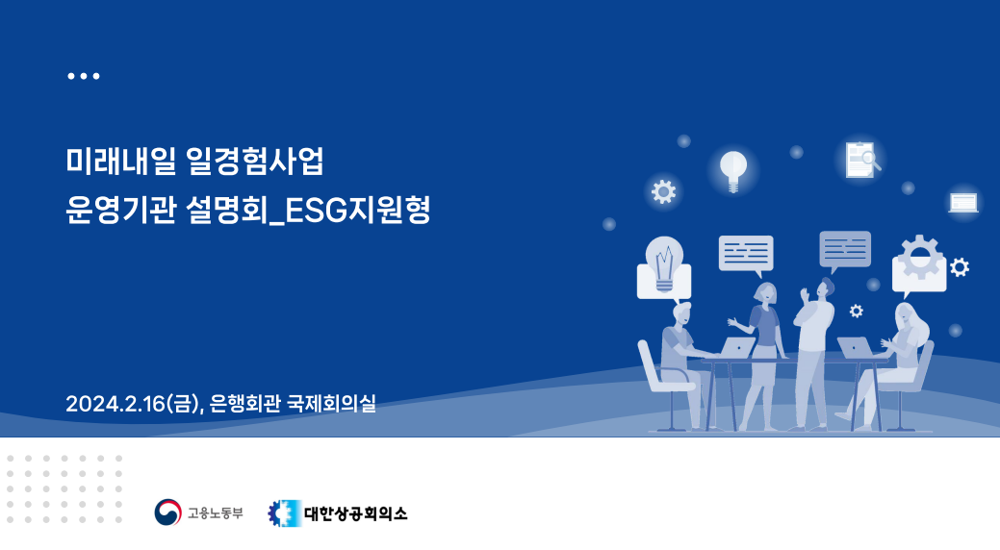 미래내일 일경험사업
운영기관 설명회_ESG지원형
2024.2.16(금), 은행회관 국제회의실
고용노동부 대한상공회의소